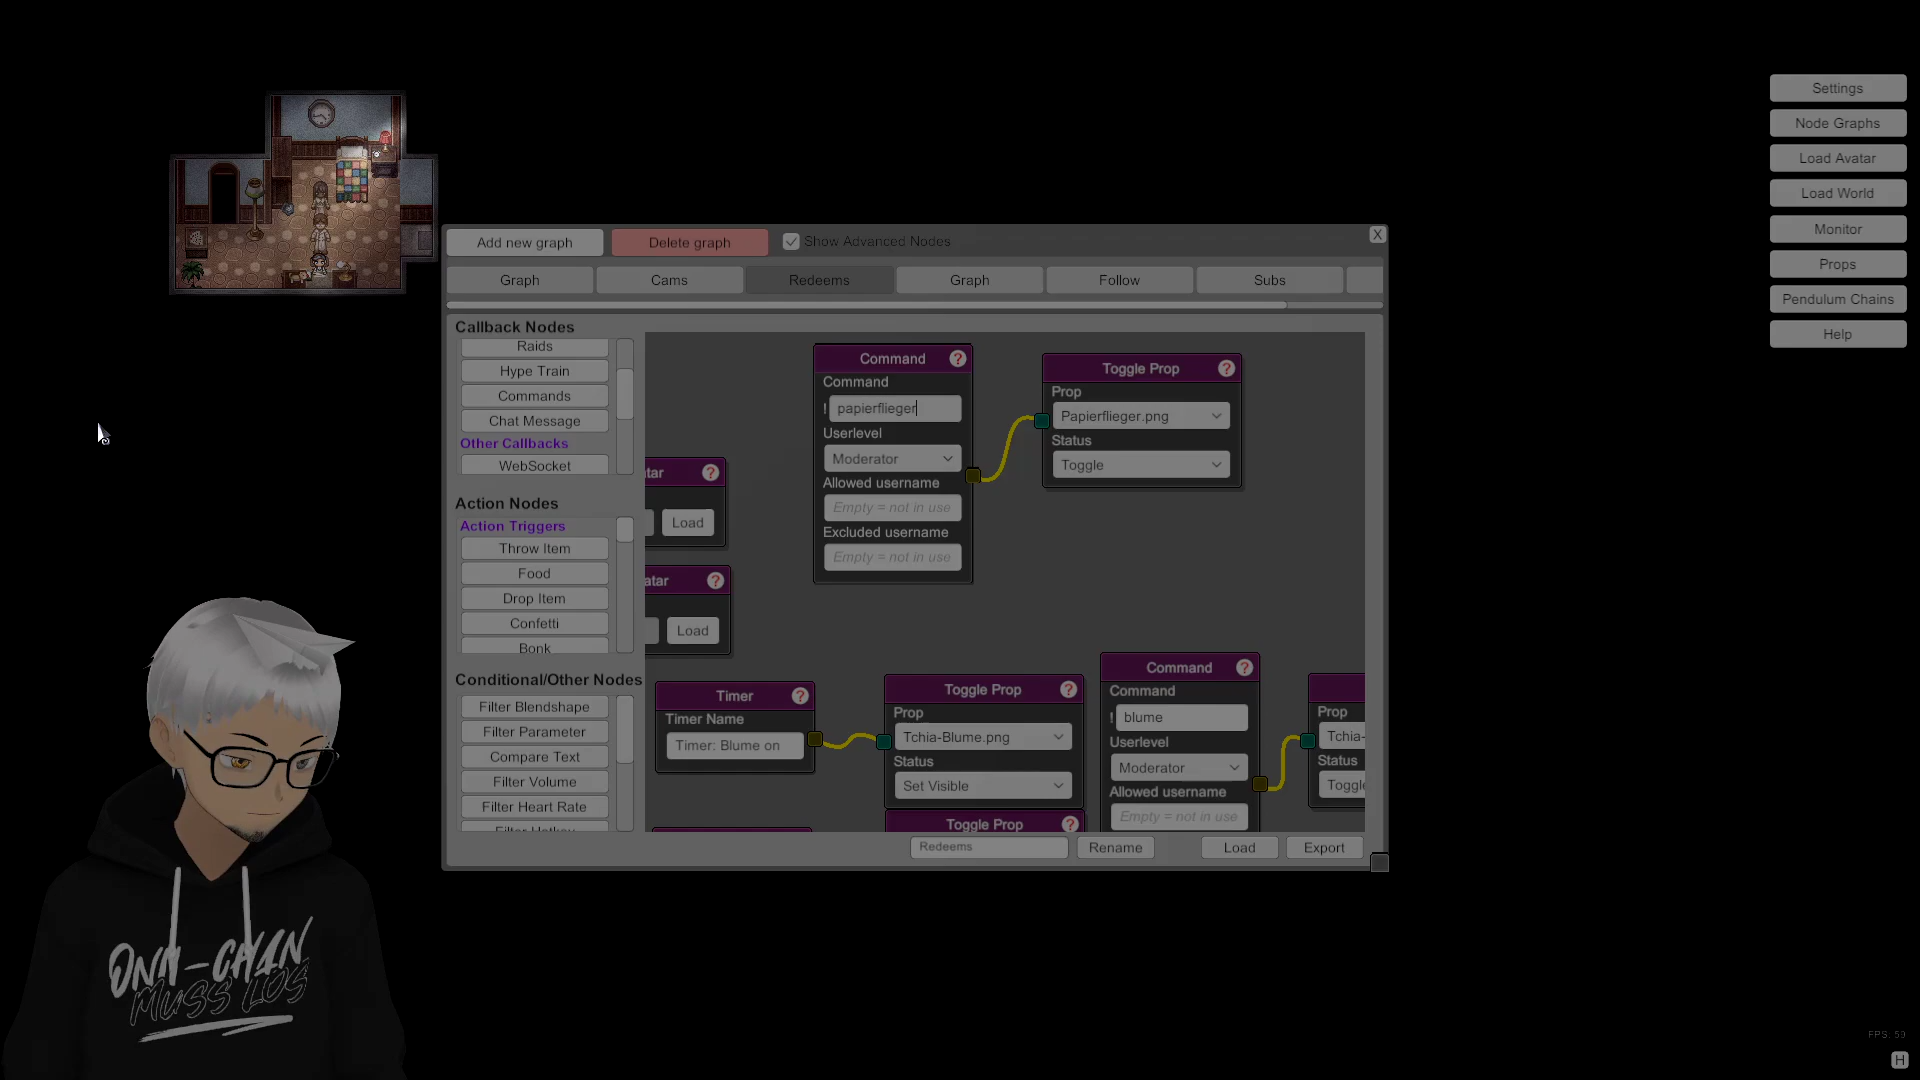 Settings
Node Graphs
Load Avatar
Load World
Monitor
Props
Pendulum Chains
Help
Add new graph
Delete graph
Show Advanced Nodes
X
Graph
Cams
Redeems
Graph
Follow
Subs
Callback Nodes
Raids
Hype Train
Commands
Chat Message
Other Callbacks
WebSocket
Action Nodes
Action Triggers
Throw Item
Food
Drop Item
Confetti
Bonk
Conditional/Other Nodes
Filter Blendshape
Filter Parameter
Compare Text
Filter Volume
Filter Heart Rate
Filter Hotkey
Command ?
Command
! papierflieger
Userlevel
Moderator
Allowed username
Empty = not in use
Excluded username
Empty = not in use
Toggle Prop ?
Prop
Papierflieger.png
Status
Toggle
tar ?
Load
atar ?
Load
Timer ?
Timer Name
Timer: Blume on
Toggle Prop ?
Prop
Tchia-Blume.png
Status
Set Visible
Toggle Prop ?
Command ?
Command
! blume
Userlevel
Moderator
Allowed username
Empty = not in use
Prop
Tchia-
Status
Toggle
Redeems
Rename
Load
Export
ONII-CHAN
MUSS LOS
FPS: 59
H